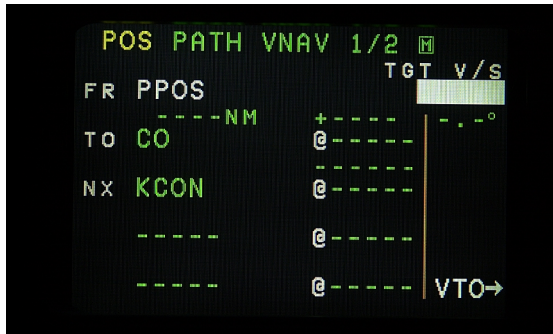 POS PATH VNAV 1/2 M
TGT V/S
FR PPOS
----NM +---- -.-°
TO CO @-----
------
NX KCON @-----
----- @-----
----- @----- VTO→